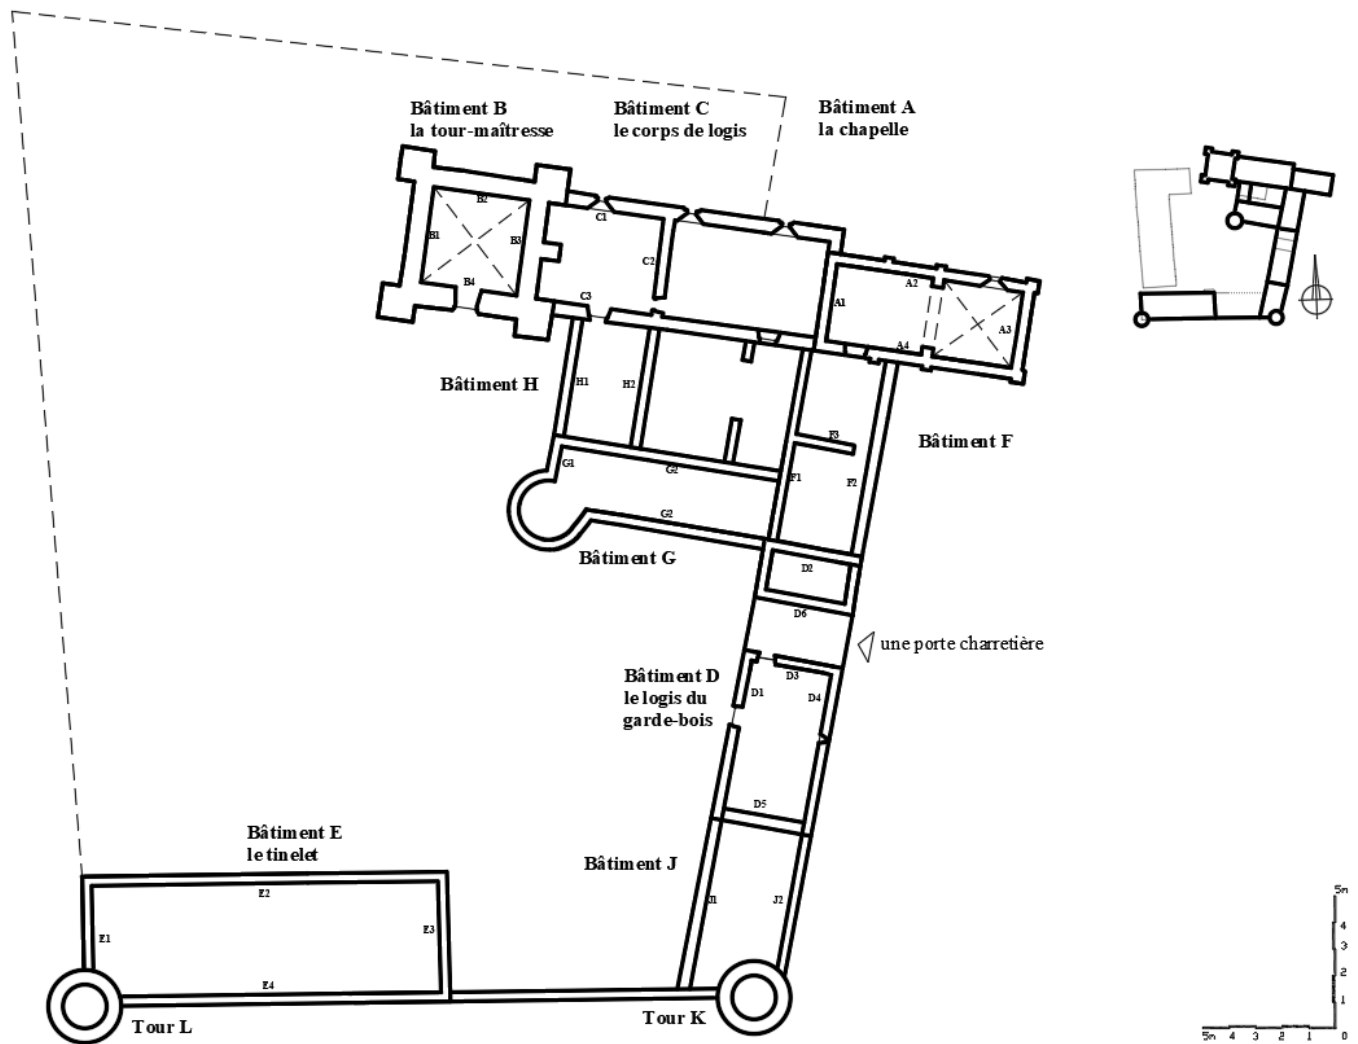 Bâtiment B
la tour-maîtresse
Bâtiment C
le corps de logis
Bâtiment A
la chapelle
B2
B1
B3
B4
C1
C2
C3
A2
A1
A3
A4
Bâtiment H
H1
H2
Bâtiment F
F3
F1
F2
G1
G2
G2
Bâtiment G
D2
D6
une porte charretière
Bâtiment D
le logis du
garde-bois
D3
D1
D4
D5
Bâtiment E
le tinelet
Bâtiment J
E2
E1
E3
E4
J1
J2
Tour L
Tour K
5m
4
3
2
1
5m 4 3 2 1 0